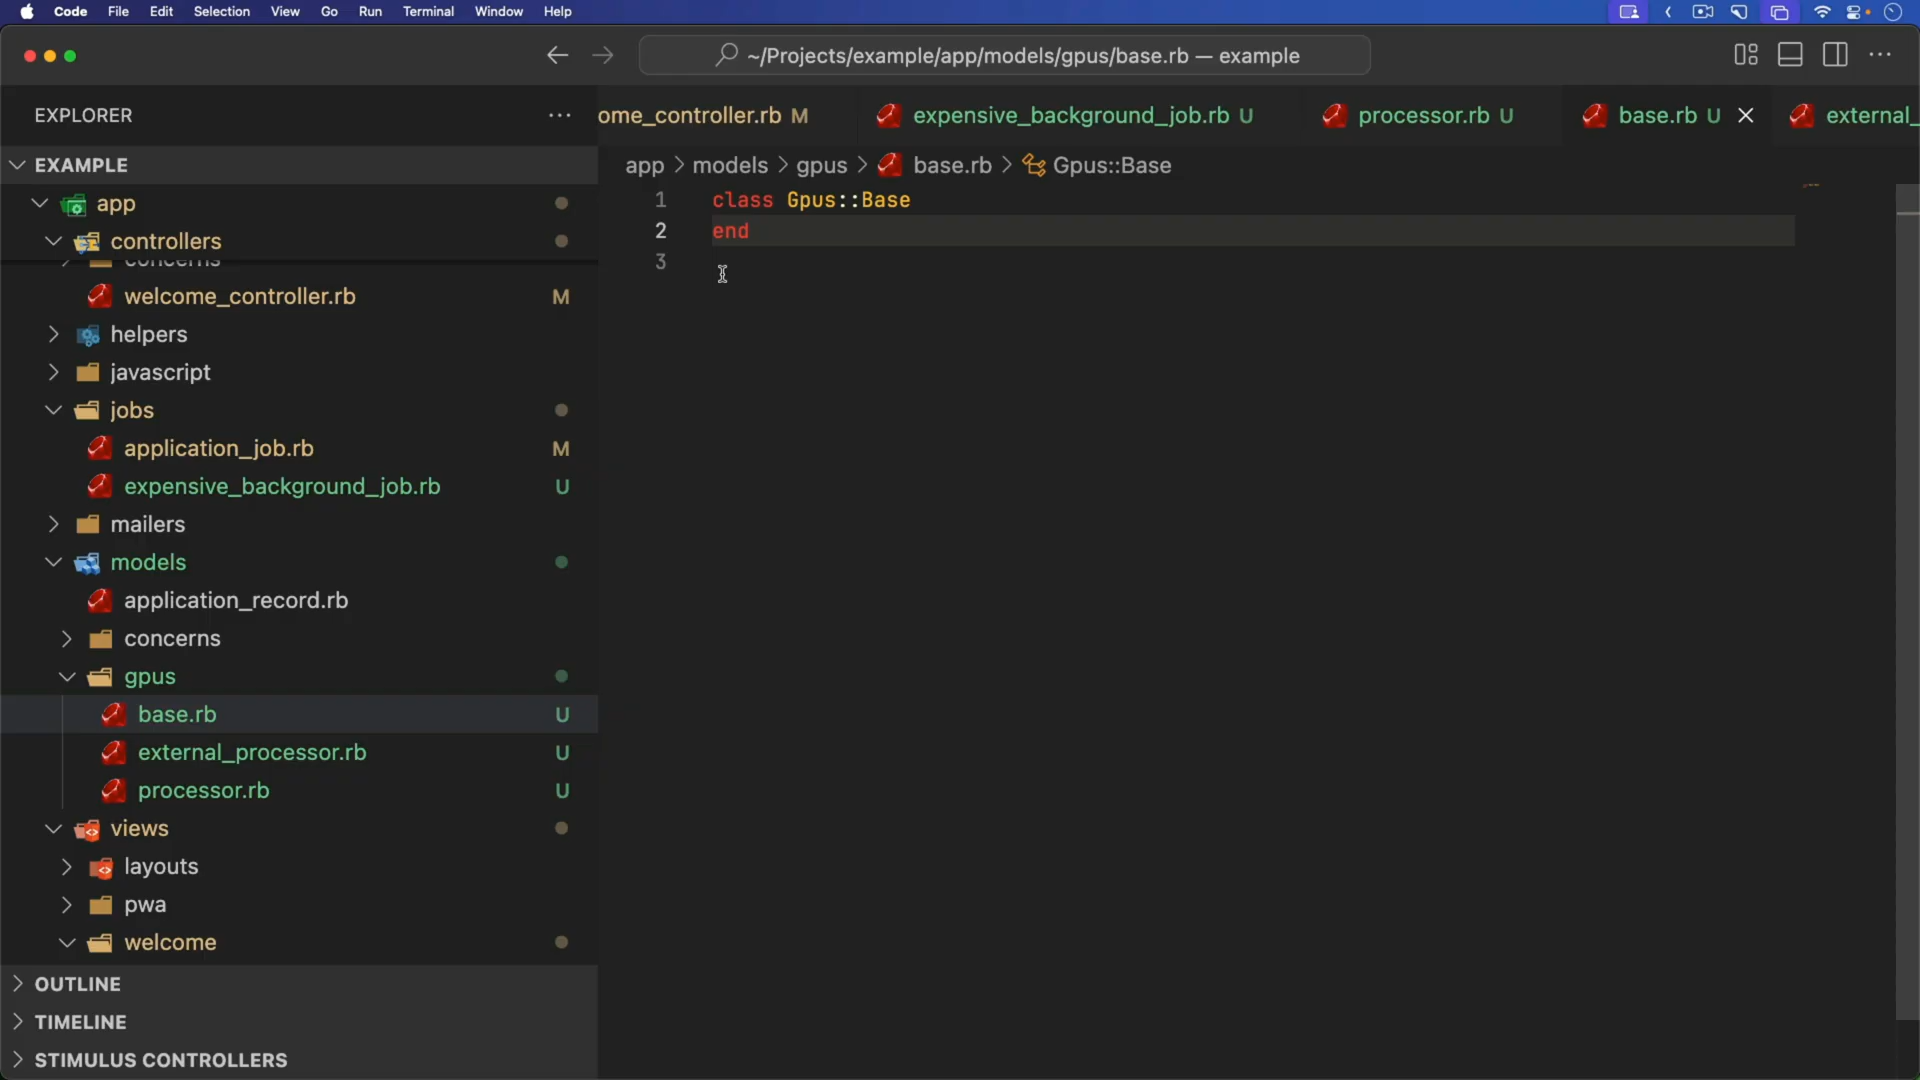 Code File Edit Selection View Go Run Terminal Window Help
~/Projects/example/app/models/gpus/base.rb — example
EXPLORER
ome_controller.rb M
expensive_background_job.rb U
processor.rb U
base.rb U
external_
EXAMPLE
app > models > gpus > base.rb > Gpus::Base
app
controllers
concerns
welcome_controller.rb M
helpers
javascript
jobs
application_job.rb M
expensive_background_job.rb U
mailers
models
application_record.rb
concerns
gpus
base.rb U
external_processor.rb U
processor.rb U
views
layouts
pwa
welcome
OUTLINE
TIMELINE
STIMULUS CONTROLLERS
1 class Gpus::Base
2 end
3